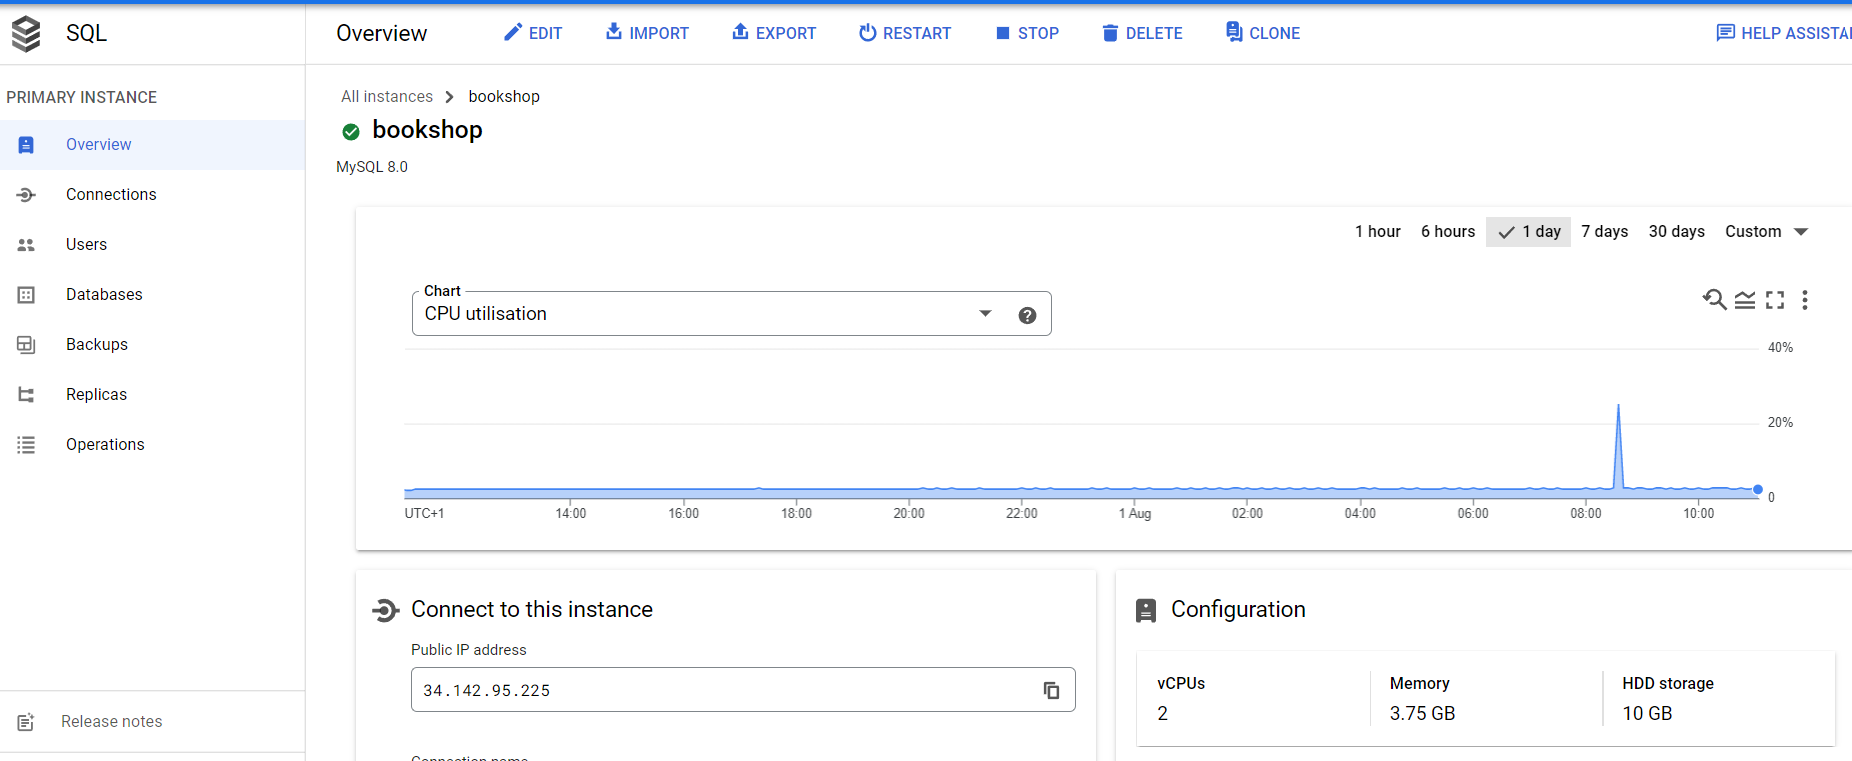 SQL
Overview
EDIT
IMPORT
EXPORT
RESTART
STOP
DELETE
CLONE
HELP ASSISTA
PRIMARY INSTANCE
Overview
Connections
Users
Databases
Backups
Replicas
Operations
Release notes
All instances > bookshop
bookshop
MySQL 8.0
1 hour
6 hours
1 day
7 days
30 days
Custom
Chart
CPU utilisation
40%
20%
0
UTC+1
14:00
16:00
18:00
20:00
22:00
1 Aug
02:00
04:00
06:00
08:00
10:00
Connect to this instance
Public IP address
34.142.95.225
Connection name
Configuration
vCPUs
2
Memory
3.75 GB
HDD storage
10 GB